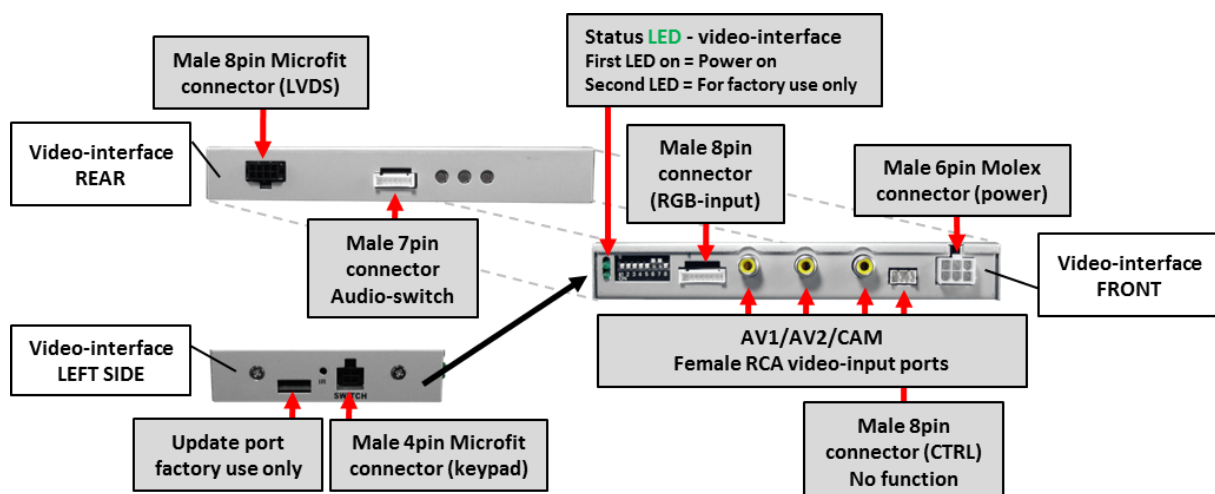 Status LED - video-interface
First LED on = Power on
Second LED = For factory use only
Male 8pin Microfit
connector (LVDS)
Video-interface
REAR
Male 8pin
connector
(RGB-input)
Male 6pin Molex
connector (power)
Male 7pin
connector
Audio-switch
Video-interface
FRONT
AV1/AV2/CAM
Female RCA video-input ports
Video-interface
LEFT SIDE
IR
SWITCH
Update port
factory use only
Male 4pin Microfit
connector (keypad)
Male 8pin
connector (CTRL)
No function